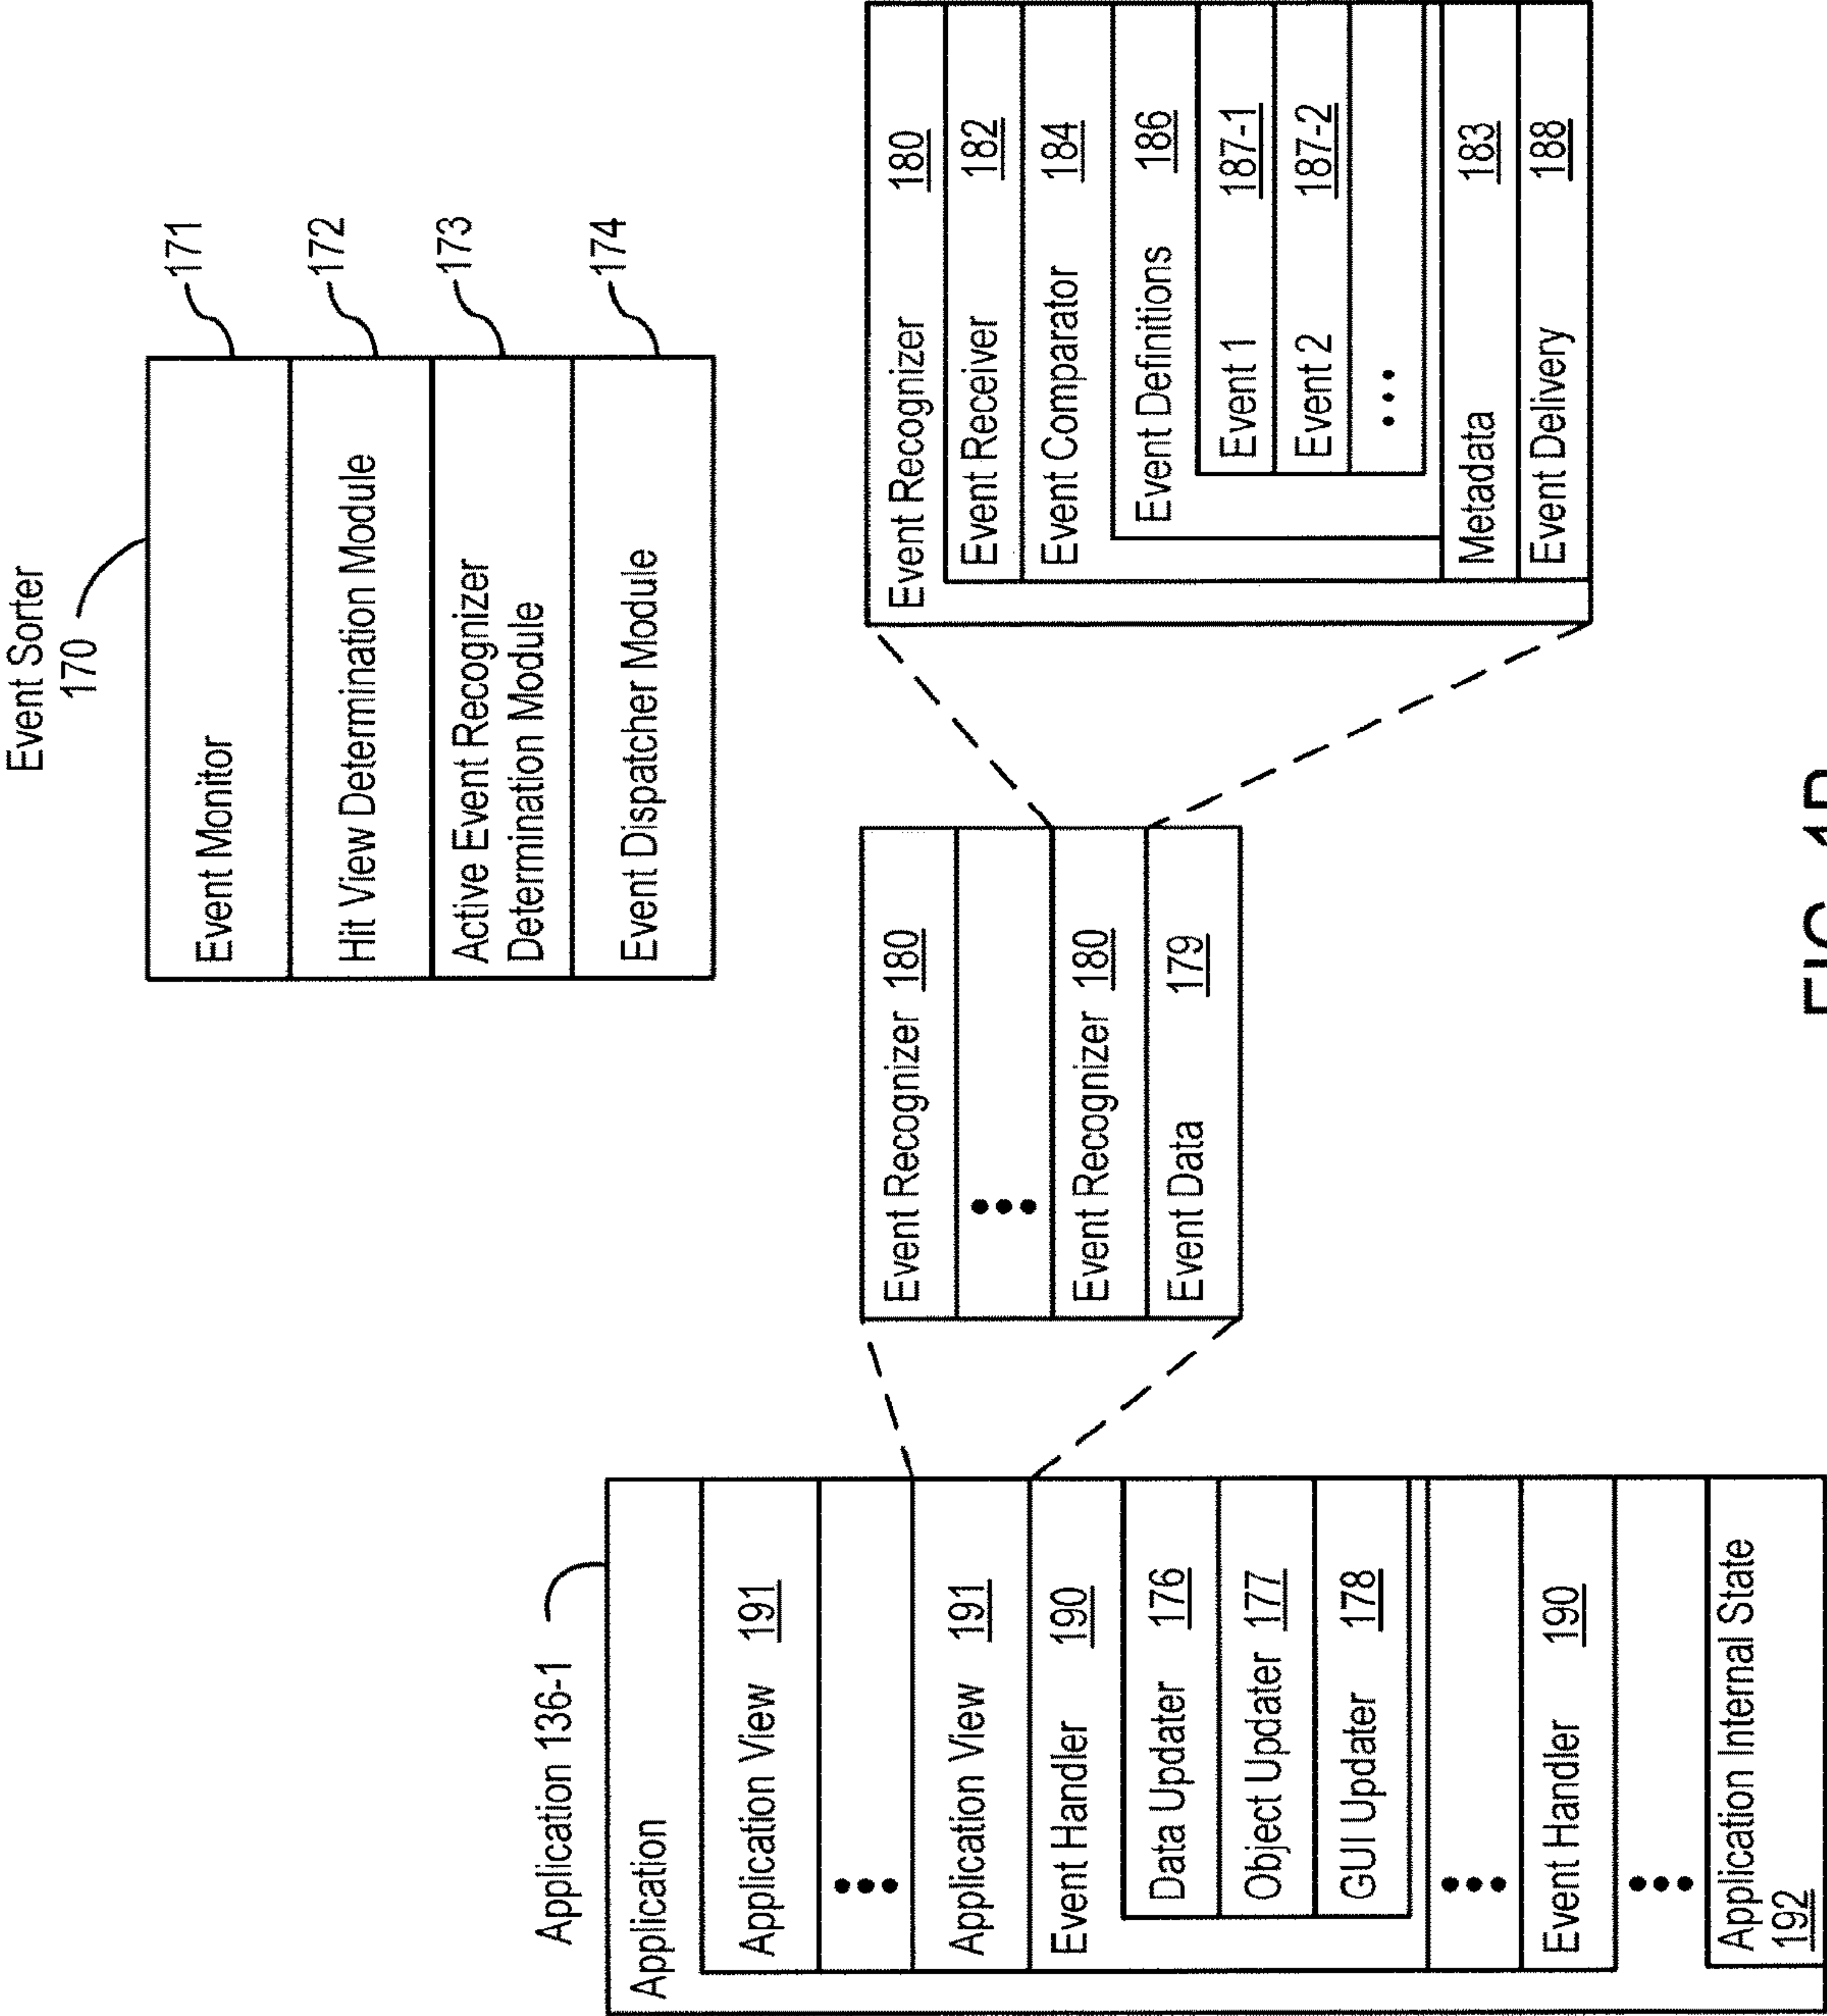 Event Sorter
170
Event Monitor
171
Hit View Determination Module
172
Active Event Recognizer
Determination Module
173
Event Dispatcher Module
174
Application 136-1
Application
Application View 191
Application View 191
Event Handler 190
Data Updater 176
Object Updater 177
GUI Updater 178
Event Handler 190
Application Internal State
192
Event Recognizer 180
Event Recognizer 180
Event Data 179
Event Recognizer 180
Event Receiver 182
Event Comparator 184
Event Definitions 186
Event 1 187-1
Event 2 187-2
Metadata 183
Event Delivery 188